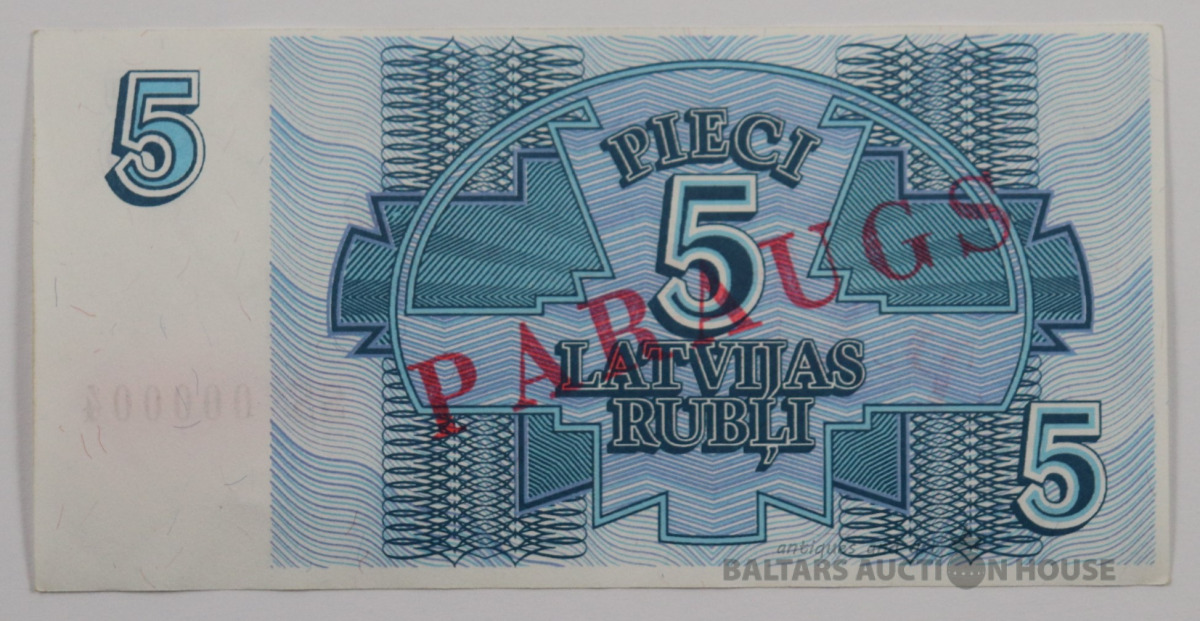 5
PIECI
5
PARAUGS
LATVIJAS
RUBĻI
5
BALTARS AUCTION HOUSE